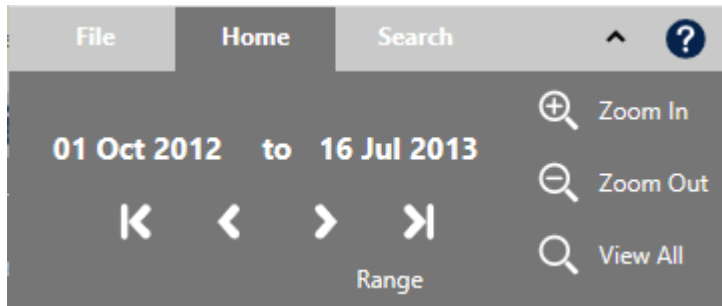 File Home Search ?
Zoom In
01 Oct 2012 to 16 Jul 2013
Zoom Out
View All
Range